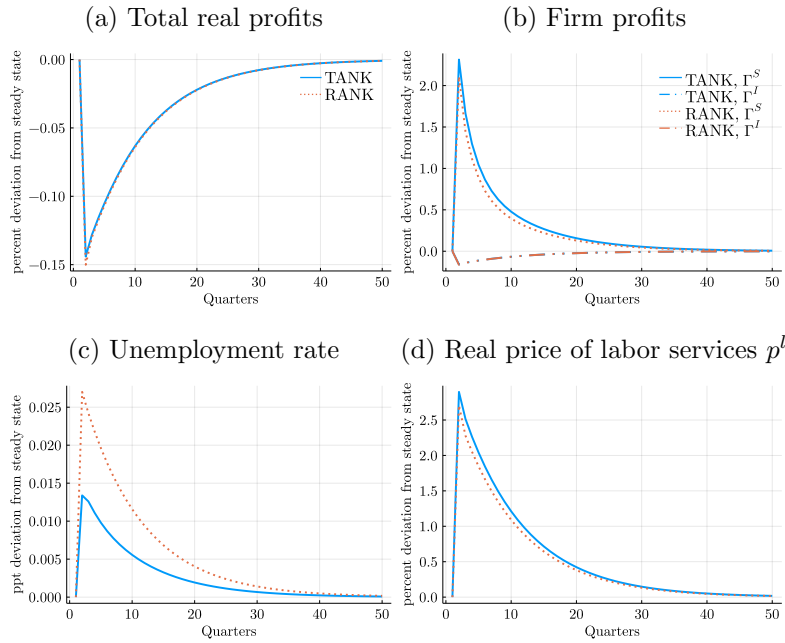 (a) Total real profits
percent deviation from steady state
0.00
−0.05
−0.10
−0.15
TANK
RANK
0 10 20 30 40 50
Quarters
(b) Firm profits
percent deviation from steady state
2.0
1.5
1.0
0.5
0.0
TANK, Γ^S
TANK, Γ^I
RANK, Γ^S
RANK, Γ^I
0 10 20 30 40 50
Quarters
(c) Unemployment rate
ppt deviation from steady state
0.025
0.020
0.015
0.010
0.005
0.000
0 10 20 30 40 50
Quarters
(d) Real price of labor services p^l
percent deviation from steady state
2.5
2.0
1.5
1.0
0.5
0.0
0 10 20 30 40 50
Quarters